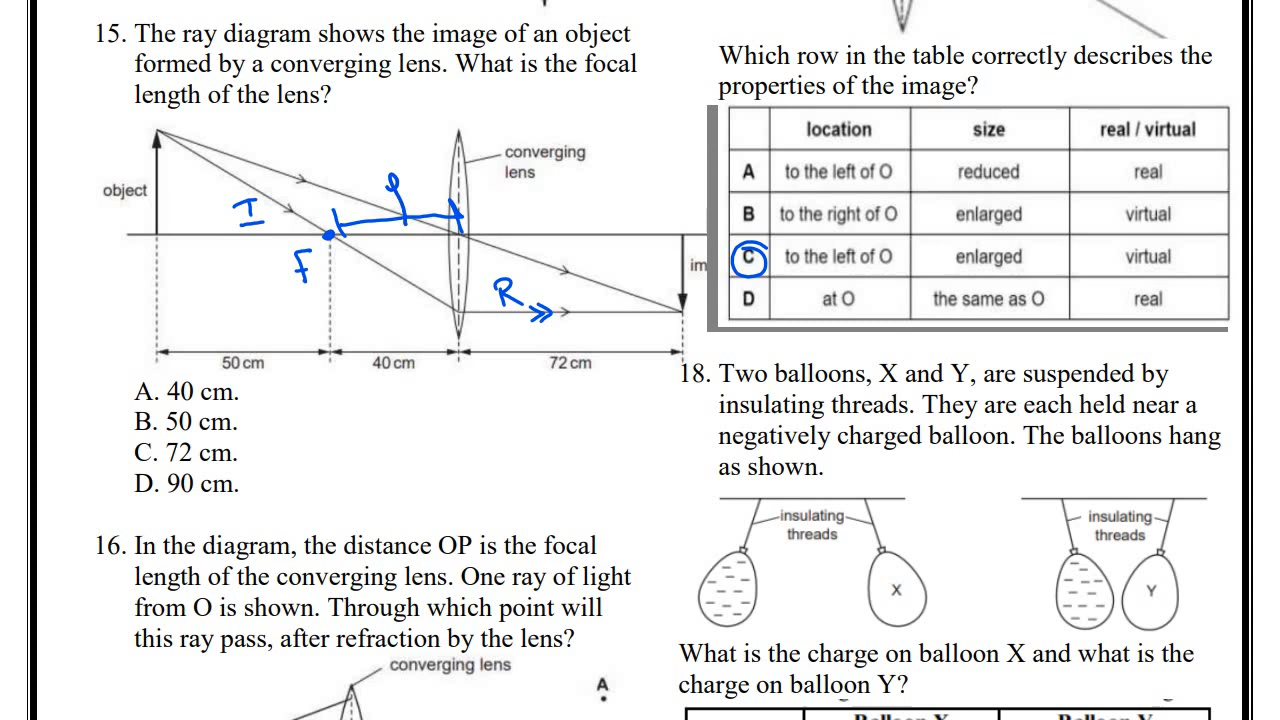 15. The ray diagram shows the image of an object
formed by a converging lens. What is the focal
length of the lens?
converging
lens
object
I
F
R
50 cm
40 cm
72 cm
A. 40 cm.
B. 50 cm.
C. 72 cm.
D. 90 cm.
16. In the diagram, the distance OP is the focal
length of the converging lens. One ray of light
from O is shown. Through which point will
this ray pass, after refraction by the lens?
converging lens
A
Which row in the table correctly describes the
properties of the image?
location size real / virtual
A to the left of O reduced real
B to the right of O enlarged virtual
C to the left of O enlarged virtual
D at O the same as O real
18. Two balloons, X and Y, are suspended by
insulating threads. They are each held near a
negatively charged balloon. The balloons hang
as shown.
insulating
threads
X
insulating
threads
Y
What is the charge on balloon X and what is the
charge on balloon Y?